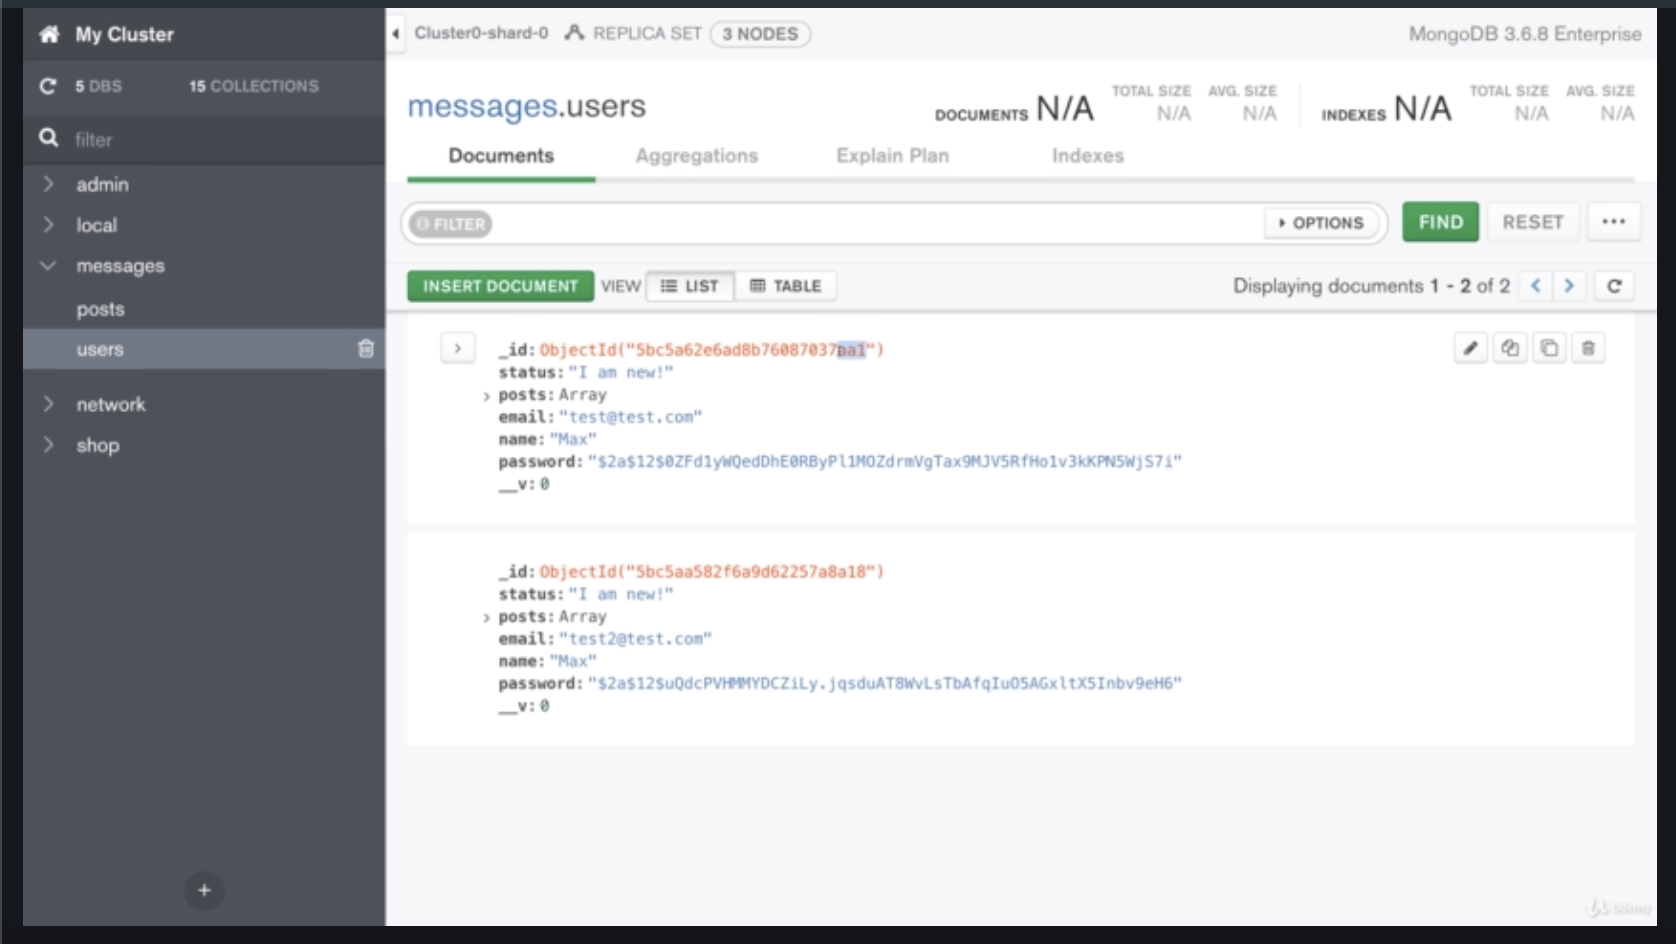 My Cluster
5 DBS 15 COLLECTIONS
filter
admin
local
messages
posts
users
network
shop
Cluster0-shard-0 REPLICA SET 3 NODES MongoDB 3.6.8 Enterprise
messages.users
DOCUMENTS N/A TOTAL SIZE N/A AVG. SIZE N/A INDEXES N/A TOTAL SIZE N/A AVG. SIZE N/A
Documents Aggregations Explain Plan Indexes
FILTER OPTIONS FIND RESET ...
INSERT DOCUMENT VIEW LIST TABLE Displaying documents 1 - 2 of 2
_id: ObjectId("5bc5a62e6ad8b76087037aa1")
status: "I am new!"
posts: Array
email: "test@test.com"
name: "Max"
password: "$2a$12$0ZFd1yWQedDhE0RByPl1MOZdrmVgTax9MJV5RfHo1v3kKPN5WjS7i"
__v: 0
_id: ObjectId("5bc5aa582f6a9d62257a8a18")
status: "I am new!"
posts: Array
email: "test2@test.com"
name: "Max"
password: "$2a$12$uQdcPVHMMYDCZiLy.jqsduAT8WvLsTbAfqIuO5AGxltX5Inbv9eH6"
__v: 0
Udemy